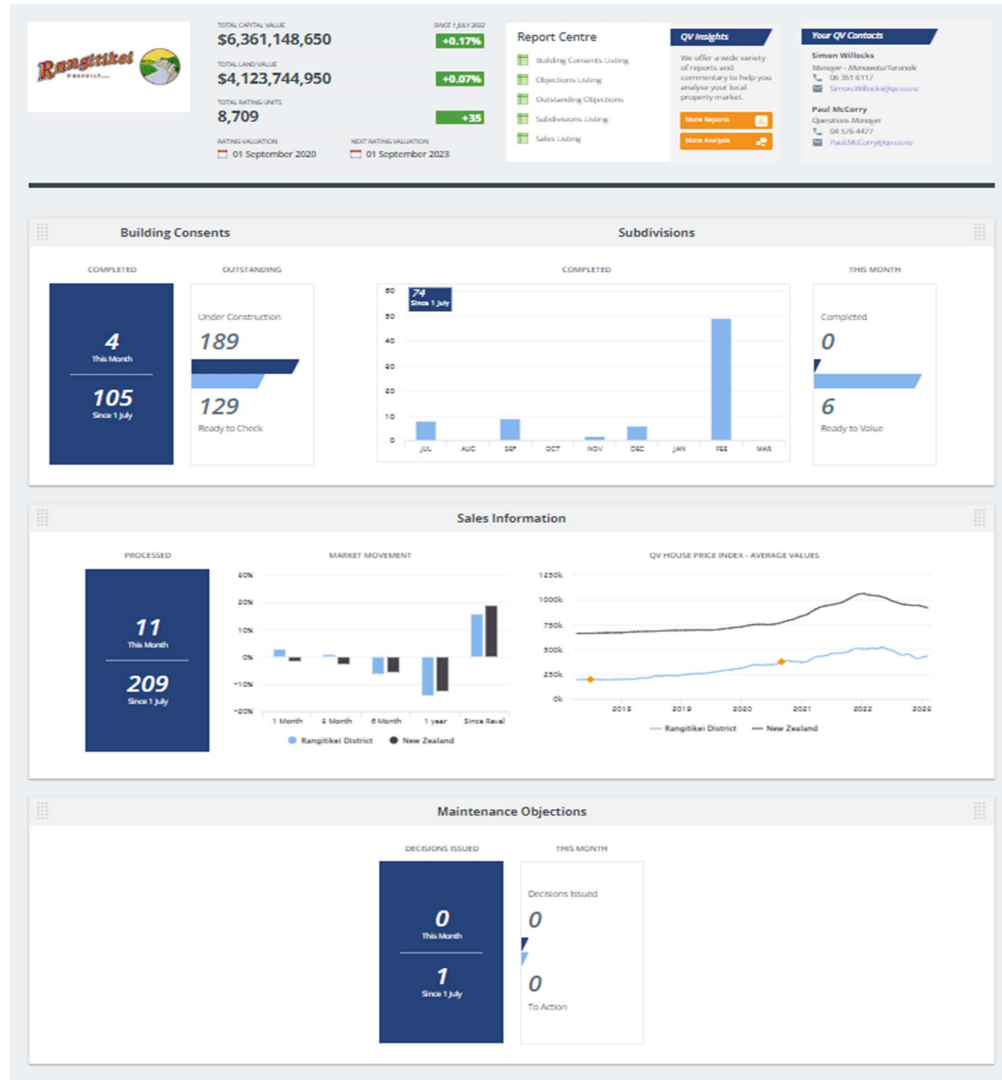 Rangitikei
DISTRICT...
TOTAL CAPITAL VALUE
SINCE 1 JULY 2022
$6,361,148,650
+0.17%
TOTAL LAND VALUE
$4,123,744,950
+0.07%
TOTAL RATING UNITS
8,709
+35
RATING VALUATION
NEXT RATING VALUATION
01 September 2020
01 September 2023
Report Centre
Building Consents Listing
Objections Listing
Outstanding Objections
Subdivisions Listing
Sales Listing
QV Insights
We offer a wide variety
of reports and
commentary to help you
analyse your local
property market.
More Reports
More Analysis
Your QV Contacts
Simon Willocks
Manager - Manawatu/Taranaki
06 351 6117
Simon.Willocks@qv.co.nz
Paul McCorry
Operations Manager
04 576 4477
Paul.McCorry@qv.co.nz
Building Consents
Subdivisions
COMPLETED
OUTSTANDING
COMPLETED
THIS MONTH
4
This Month
105
Since 1 July
Under Construction
189
129
Ready to Check
74
Since 1 July
60
50
40
30
20
10
0
JUL AUG SEP OCT NOV DEC JAN FEB MAR
Completed
0
6
Ready to Value
Sales Information
PROCESSED
MARKET MOVEMENT
QV HOUSE PRICE INDEX - AVERAGE VALUES
11
This Month
209
Since 1 July
30%
20%
10%
0%
-10%
-20%
1 Month 3 Month 6 Month 1 year Since Reval
Rangitikei District New Zealand
1250k
1000k
750k
500k
250k
0k
2018 2019 2020 2021 2022 2023
Rangitikei District New Zealand
Maintenance Objections
DECISIONS ISSUED
THIS MONTH
0
This Month
1
Since 1 July
Decisions Issued
0
0
To Action